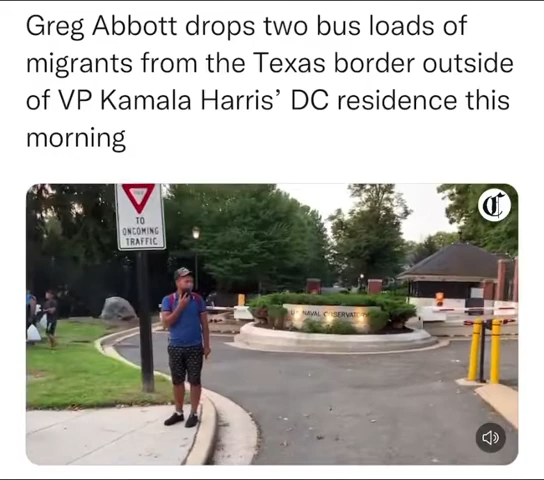 Greg Abbott drops two bus loads of
migrants from the Texas border outside
of VP Kamala Harris’ DC residence this
morning
TO
ONCOMING
TRAFFIC
NAVAL OBSERVATORY